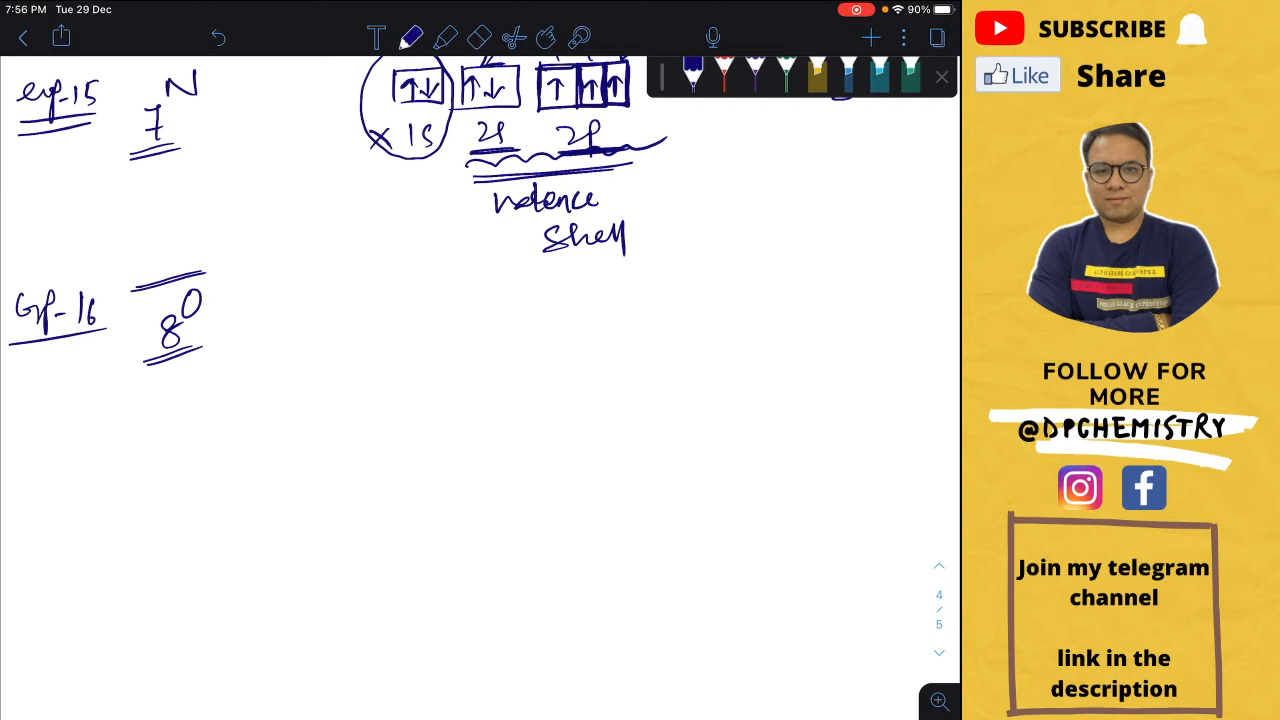 7:56 PM Tue 29 Dec
90%
T
SUBSCRIBE
Like Share
Gp-15 7 N
↑↓ ↑↓ ↑ ↑ ↑
× 1s 2s 2p
Valence
Shell
Gp-16 8 O
FOLLOW FOR
MORE
@DPCHEMISTRY
Join my telegram
channel
link in the
description
4
/
5